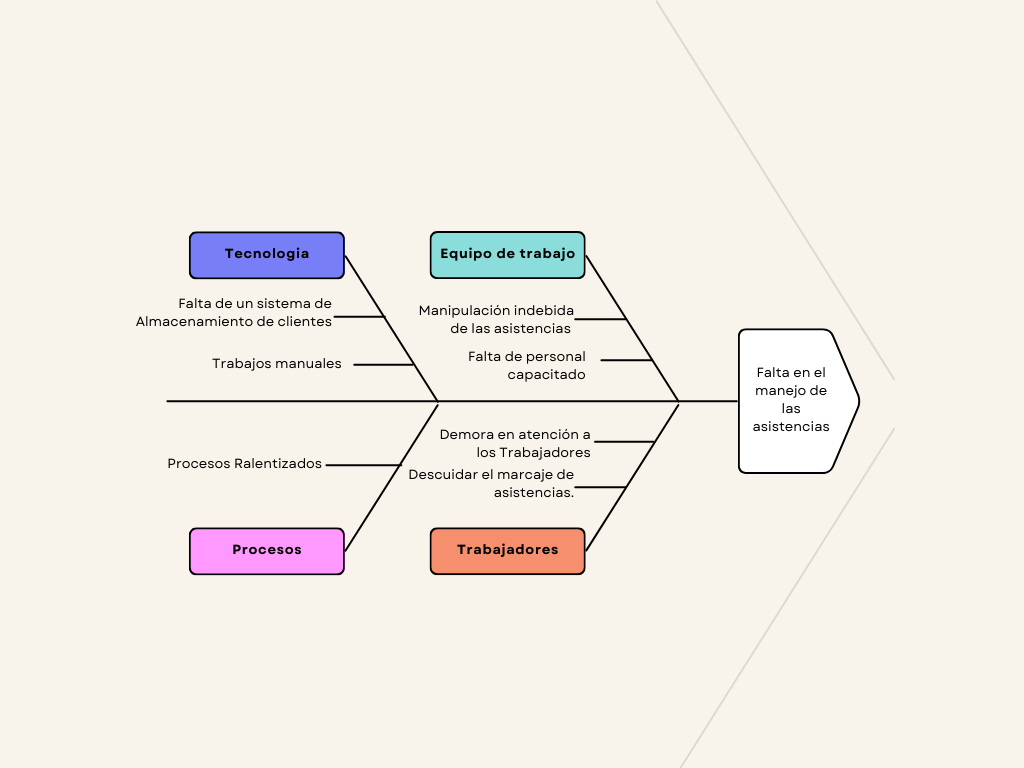 Tecnologia
Falta de un sistema de
Almacenamiento de clientes
Trabajos manuales
Equipo de trabajo
Manipulación indebida
de las asistencias
Falta de personal
capacitado
Falta en el
manejo de
las
asistencias
Procesos Ralentizados
Procesos
Demora en atención a
los Trabajadores
Descuidar el marcaje de
asistencias.
Trabajadores